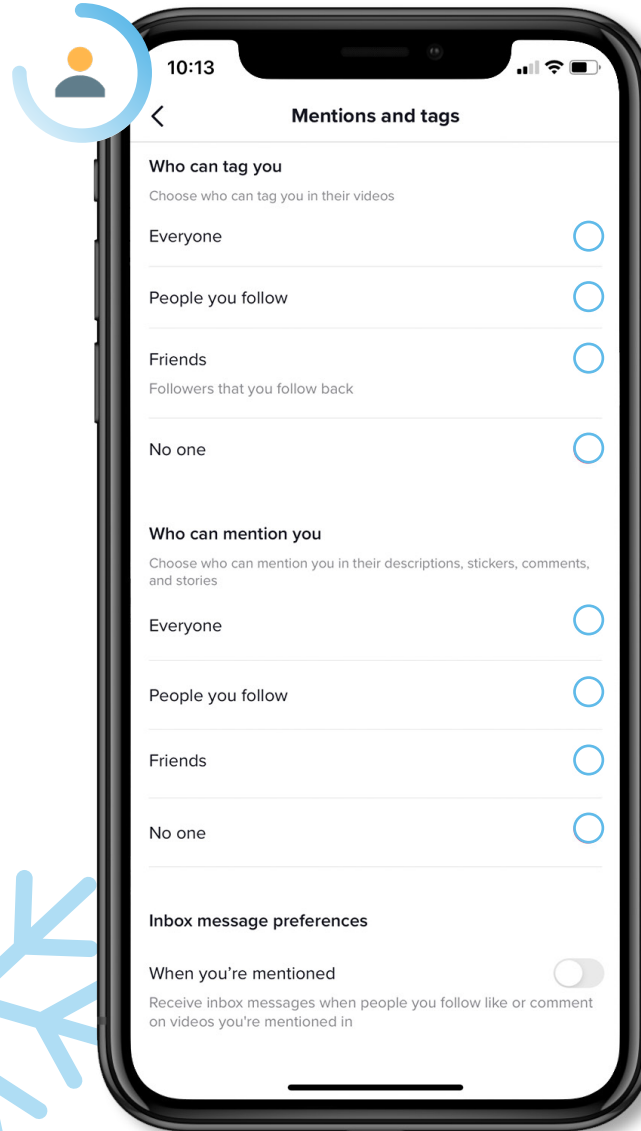 10:13
Mentions and tags
Who can tag you
Choose who can tag you in their videos
Everyone
People you follow
Friends
Followers that you follow back
No one
Who can mention you
Choose who can mention you in their descriptions, stickers, comments,
and stories
Everyone
People you follow
Friends
No one
Inbox message preferences
When you’re mentioned
Receive inbox messages when people you follow like or comment
on videos you're mentioned in